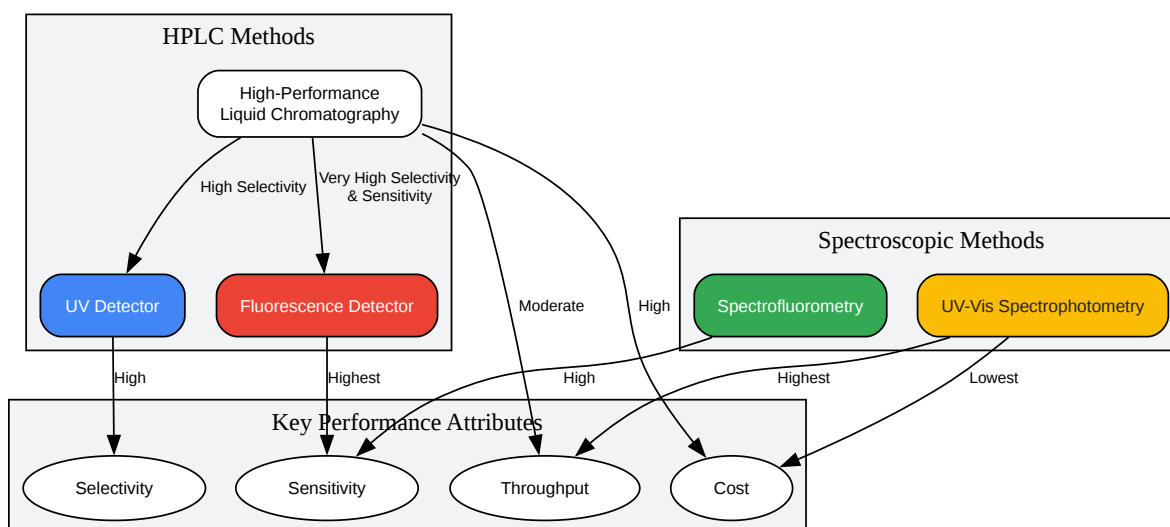 HPLC Methods
High-Performance
Liquid Chromatography
High Selectivity
Very High Selectivity
& Sensitivity
Spectroscopic Methods
UV Detector
Fluorescence Detector
Moderate
High
Spectrofluorometry
UV-Vis Spectrophotometry
High
Highest
High
Highest
Lowest
Key Performance Attributes
Selectivity
Sensitivity
Throughput
Cost